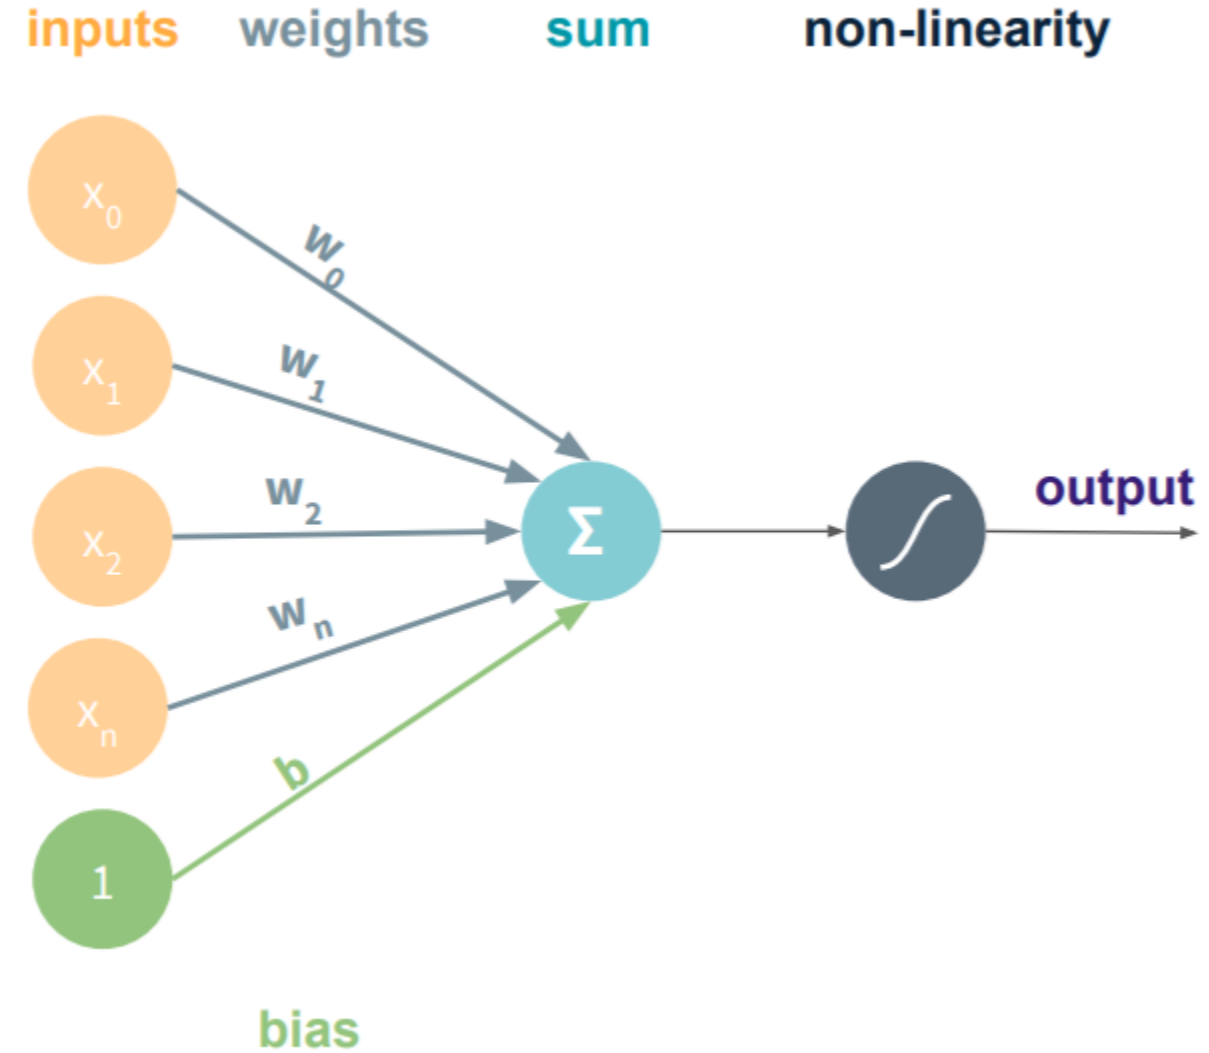 inputs weights sum non-linearity
x₀
w₀
x₁
w₁
x₂
w₂
xₙ
wₙ
1
b
Σ
output
bias